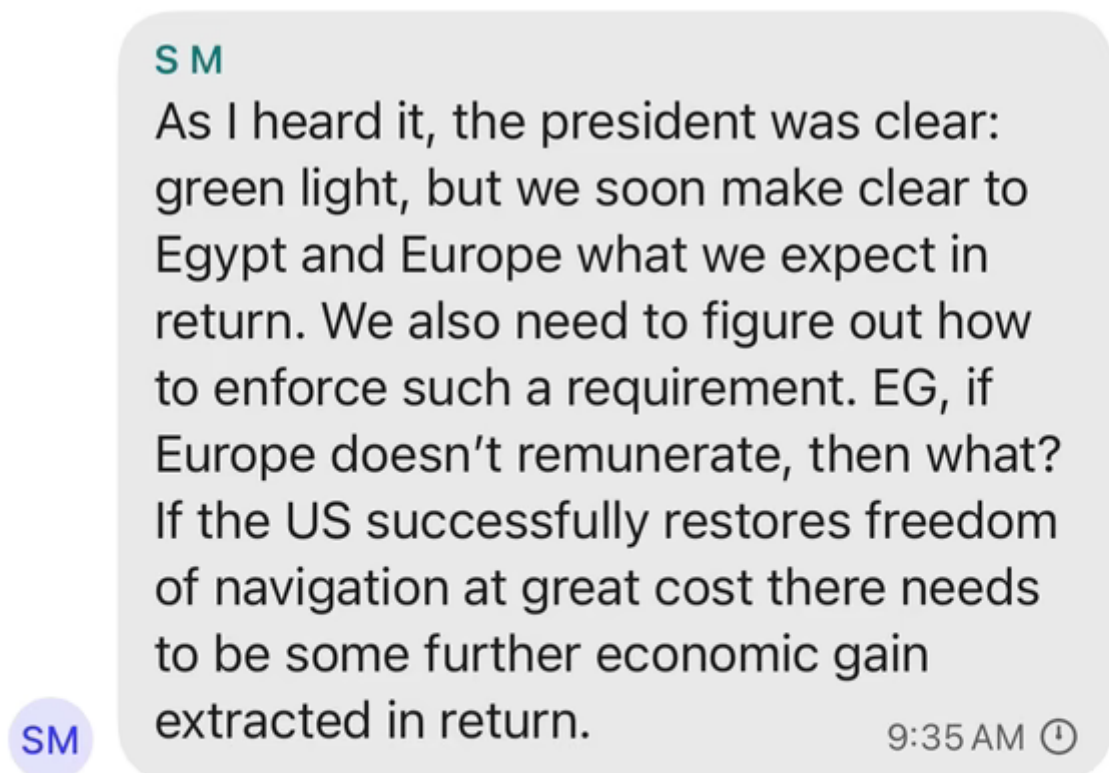 S M
As I heard it, the president was clear:
green light, but we soon make clear to
Egypt and Europe what we expect in
return. We also need to figure out how
to enforce such a requirement. EG, if
Europe doesn’t remunerate, then what?
If the US successfully restores freedom
of navigation at great cost there needs
to be some further economic gain
extracted in return.
SM
9:35 AM